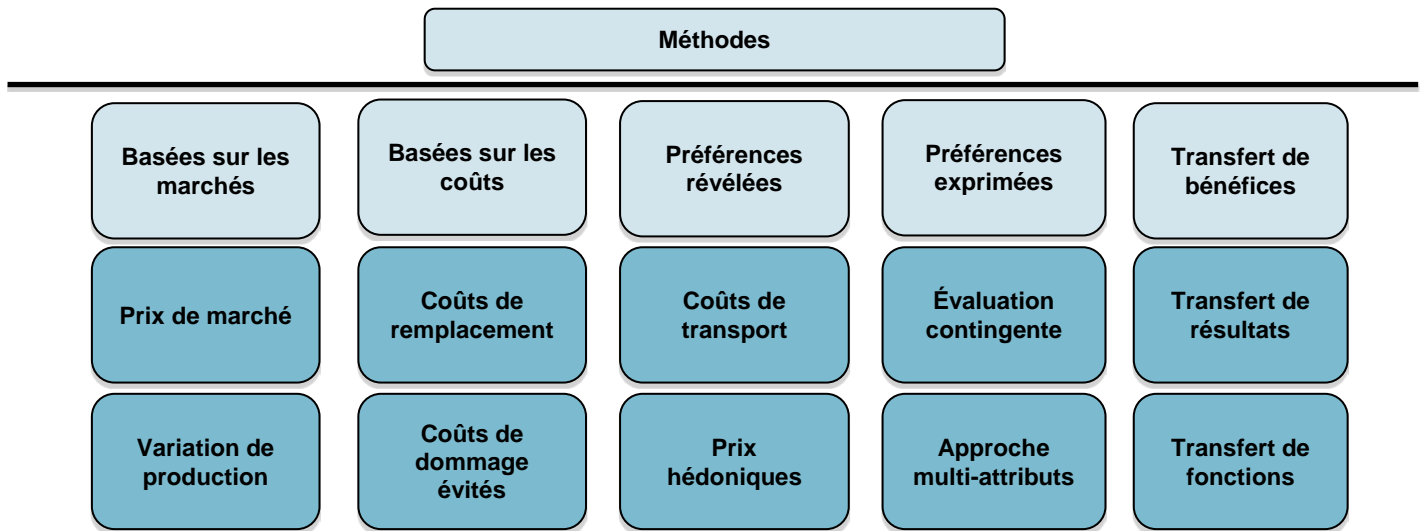 Méthodes
Basées sur les
marchés
Basées sur les
coûts
Préférences
révélées
Préférences
exprimées
Transfert de
bénéfices
Prix de marché
Coûts de
remplacement
Coûts de
transport
Évaluation
contingente
Transfert de
résultats
Variation de
production
Coûts de
dommage
évités
Prix
hédoniques
Approche
multi-attributs
Transfert de
fonctions